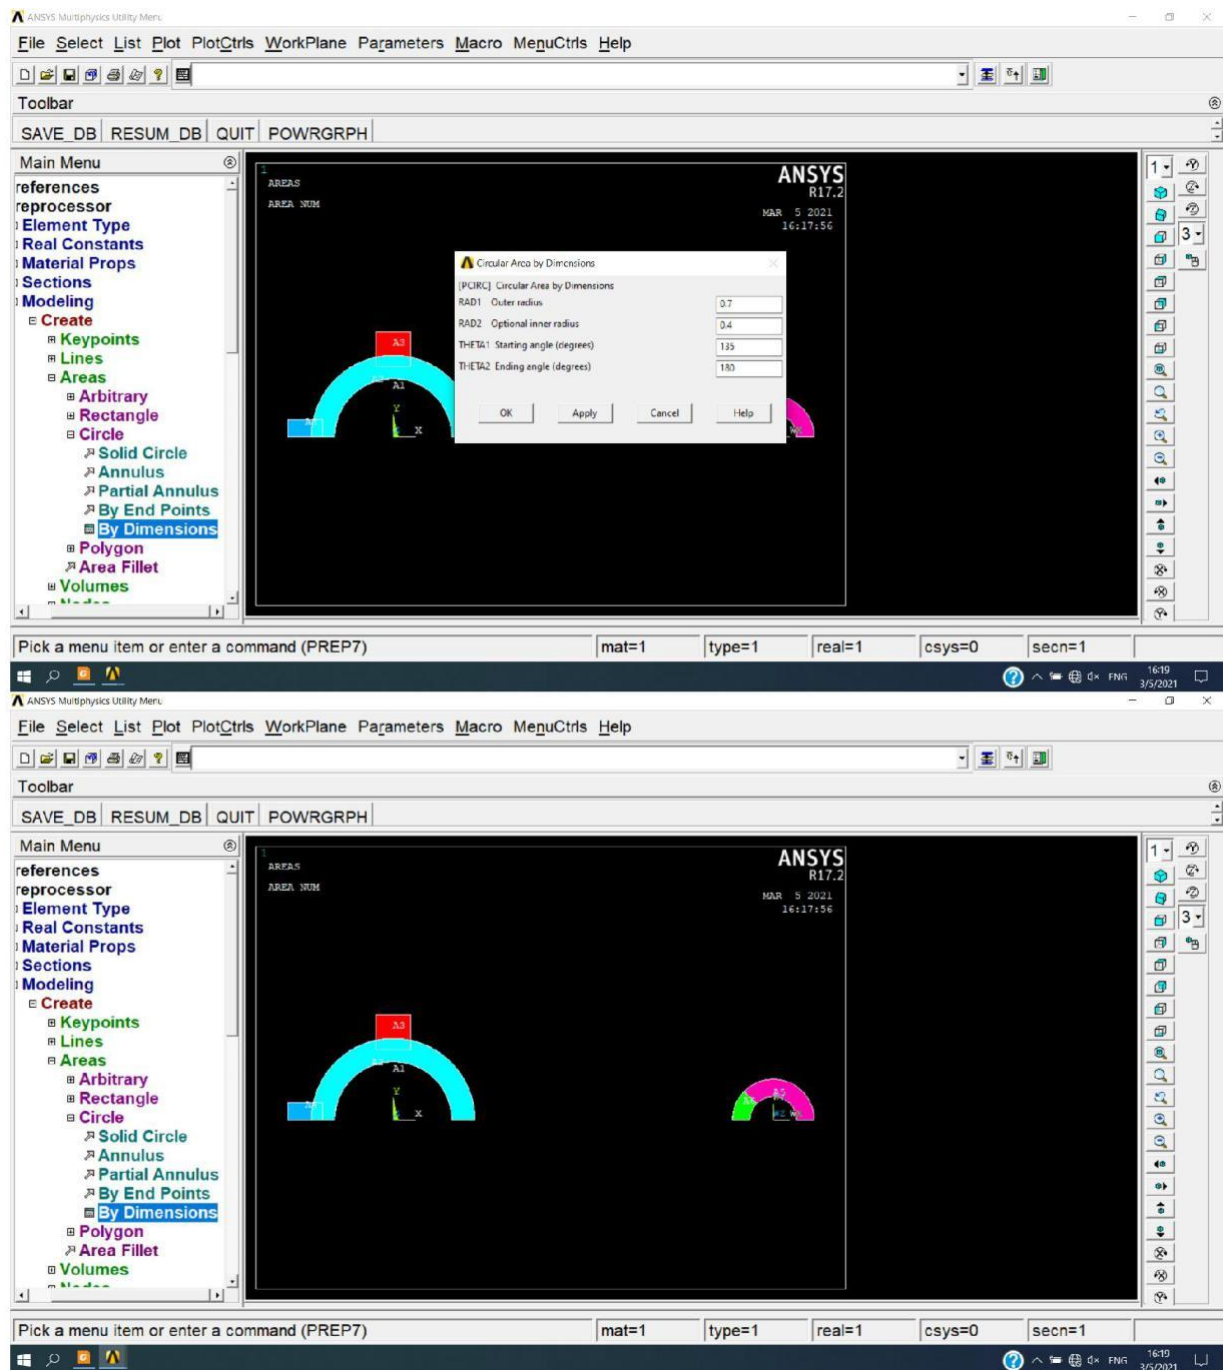 ANSYS Multiphysics Utility Menu
File Select List Plot PlotCtrls WorkPlane Parameters Macro MenuCtrls Help
Toolbar
SAVE_DB RESUM_DB QUIT POWRGRPH
Main Menu
references
reprocessor
Element Type
Real Constants
Material Props
Sections
Modeling
Create
Keypoints
Lines
Areas
Arbitrary
Rectangle
Circle
Solid Circle
Annulus
Partial Annulus
By End Points
By Dimensions
Polygon
Area Fillet
Volumes
Nodes
1
AREAS
AREA NUM
ANSYS
R17.2
MAR 5 2021
16:17:56
A3
A1
Y
X
Circular Area by Dimensions
[PCIRC] Circular Area by Dimensions
RAD1 Outer radius 0.7
RAD2 Optional inner radius 0.4
THETA1 Starting angle (degrees) 135
THETA2 Ending angle (degrees) 180
OK Apply Cancel Help
1
3
Pick a menu item or enter a command (PREP7) mat=1 type=1 real=1 csys=0 secn=1
ENG
16:19
3/5/2021
ANSYS Multiphysics Utility Menu
File Select List Plot PlotCtrls WorkPlane Parameters Macro MenuCtrls Help
Toolbar
SAVE_DB RESUM_DB QUIT POWRGRPH
Main Menu
references
reprocessor
Element Type
Real Constants
Material Props
Sections
Modeling
Create
Keypoints
Lines
Areas
Arbitrary
Rectangle
Circle
Solid Circle
Annulus
Partial Annulus
By End Points
By Dimensions
Polygon
Area Fillet
Volumes
Nodes
1
AREAS
AREA NUM
ANSYS
R17.2
MAR 5 2021
16:17:56
A3
A1
Y
X
1
3
Pick a menu item or enter a command (PREP7) mat=1 type=1 real=1 csys=0 secn=1
ENG
16:19
3/5/2021